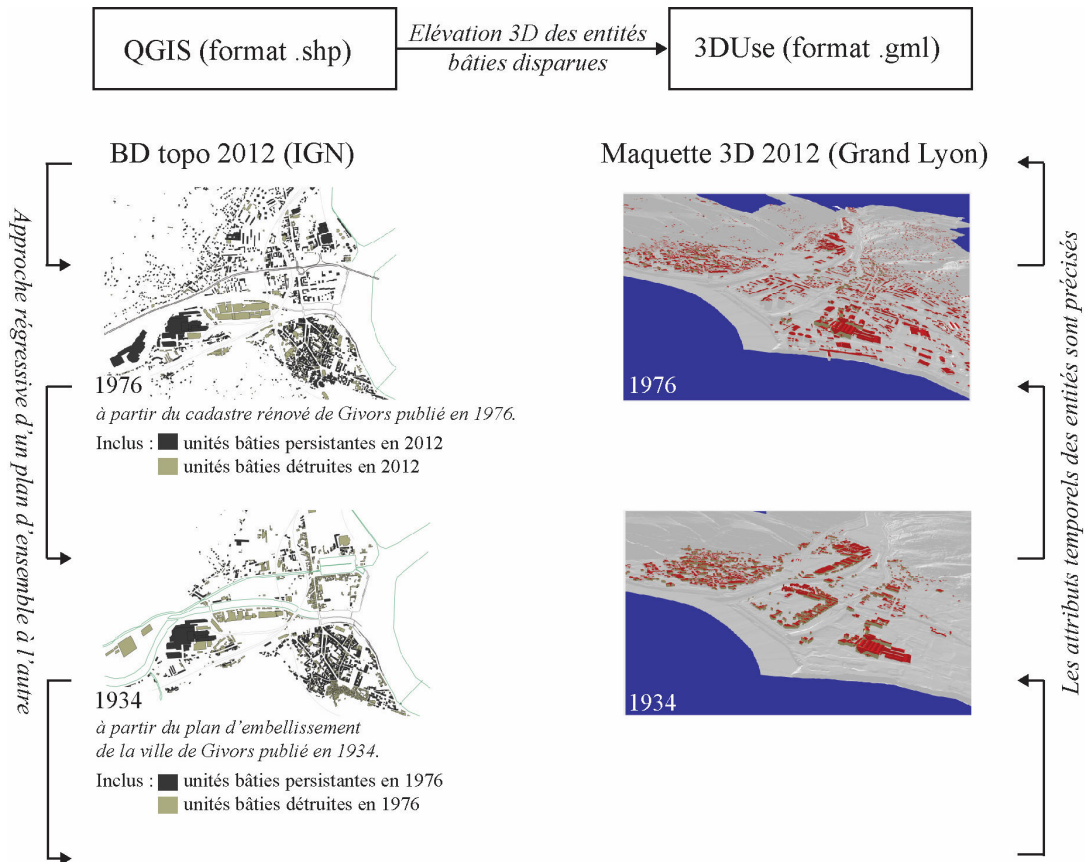 QGIS (format .shp)
Elévation 3D des entités
bâties disparues
3DUse (format .gml)
BD topo 2012 (IGN)
Maquette 3D 2012 (Grand Lyon)
Approche régressive d'un plan d'ensemble à l'autre
1976
à partir du cadastre rénové de Givors publié en 1976.
Inclus : unités bâties persistantes en 2012
unités bâties détruites en 2012
1976
1934
à partir du plan d'embellissement
de la ville de Givors publié en 1934.
Inclus : unités bâties persistantes en 1976
unités bâties détruites en 1976
1934
Les attributs temporels des entités sont précisés